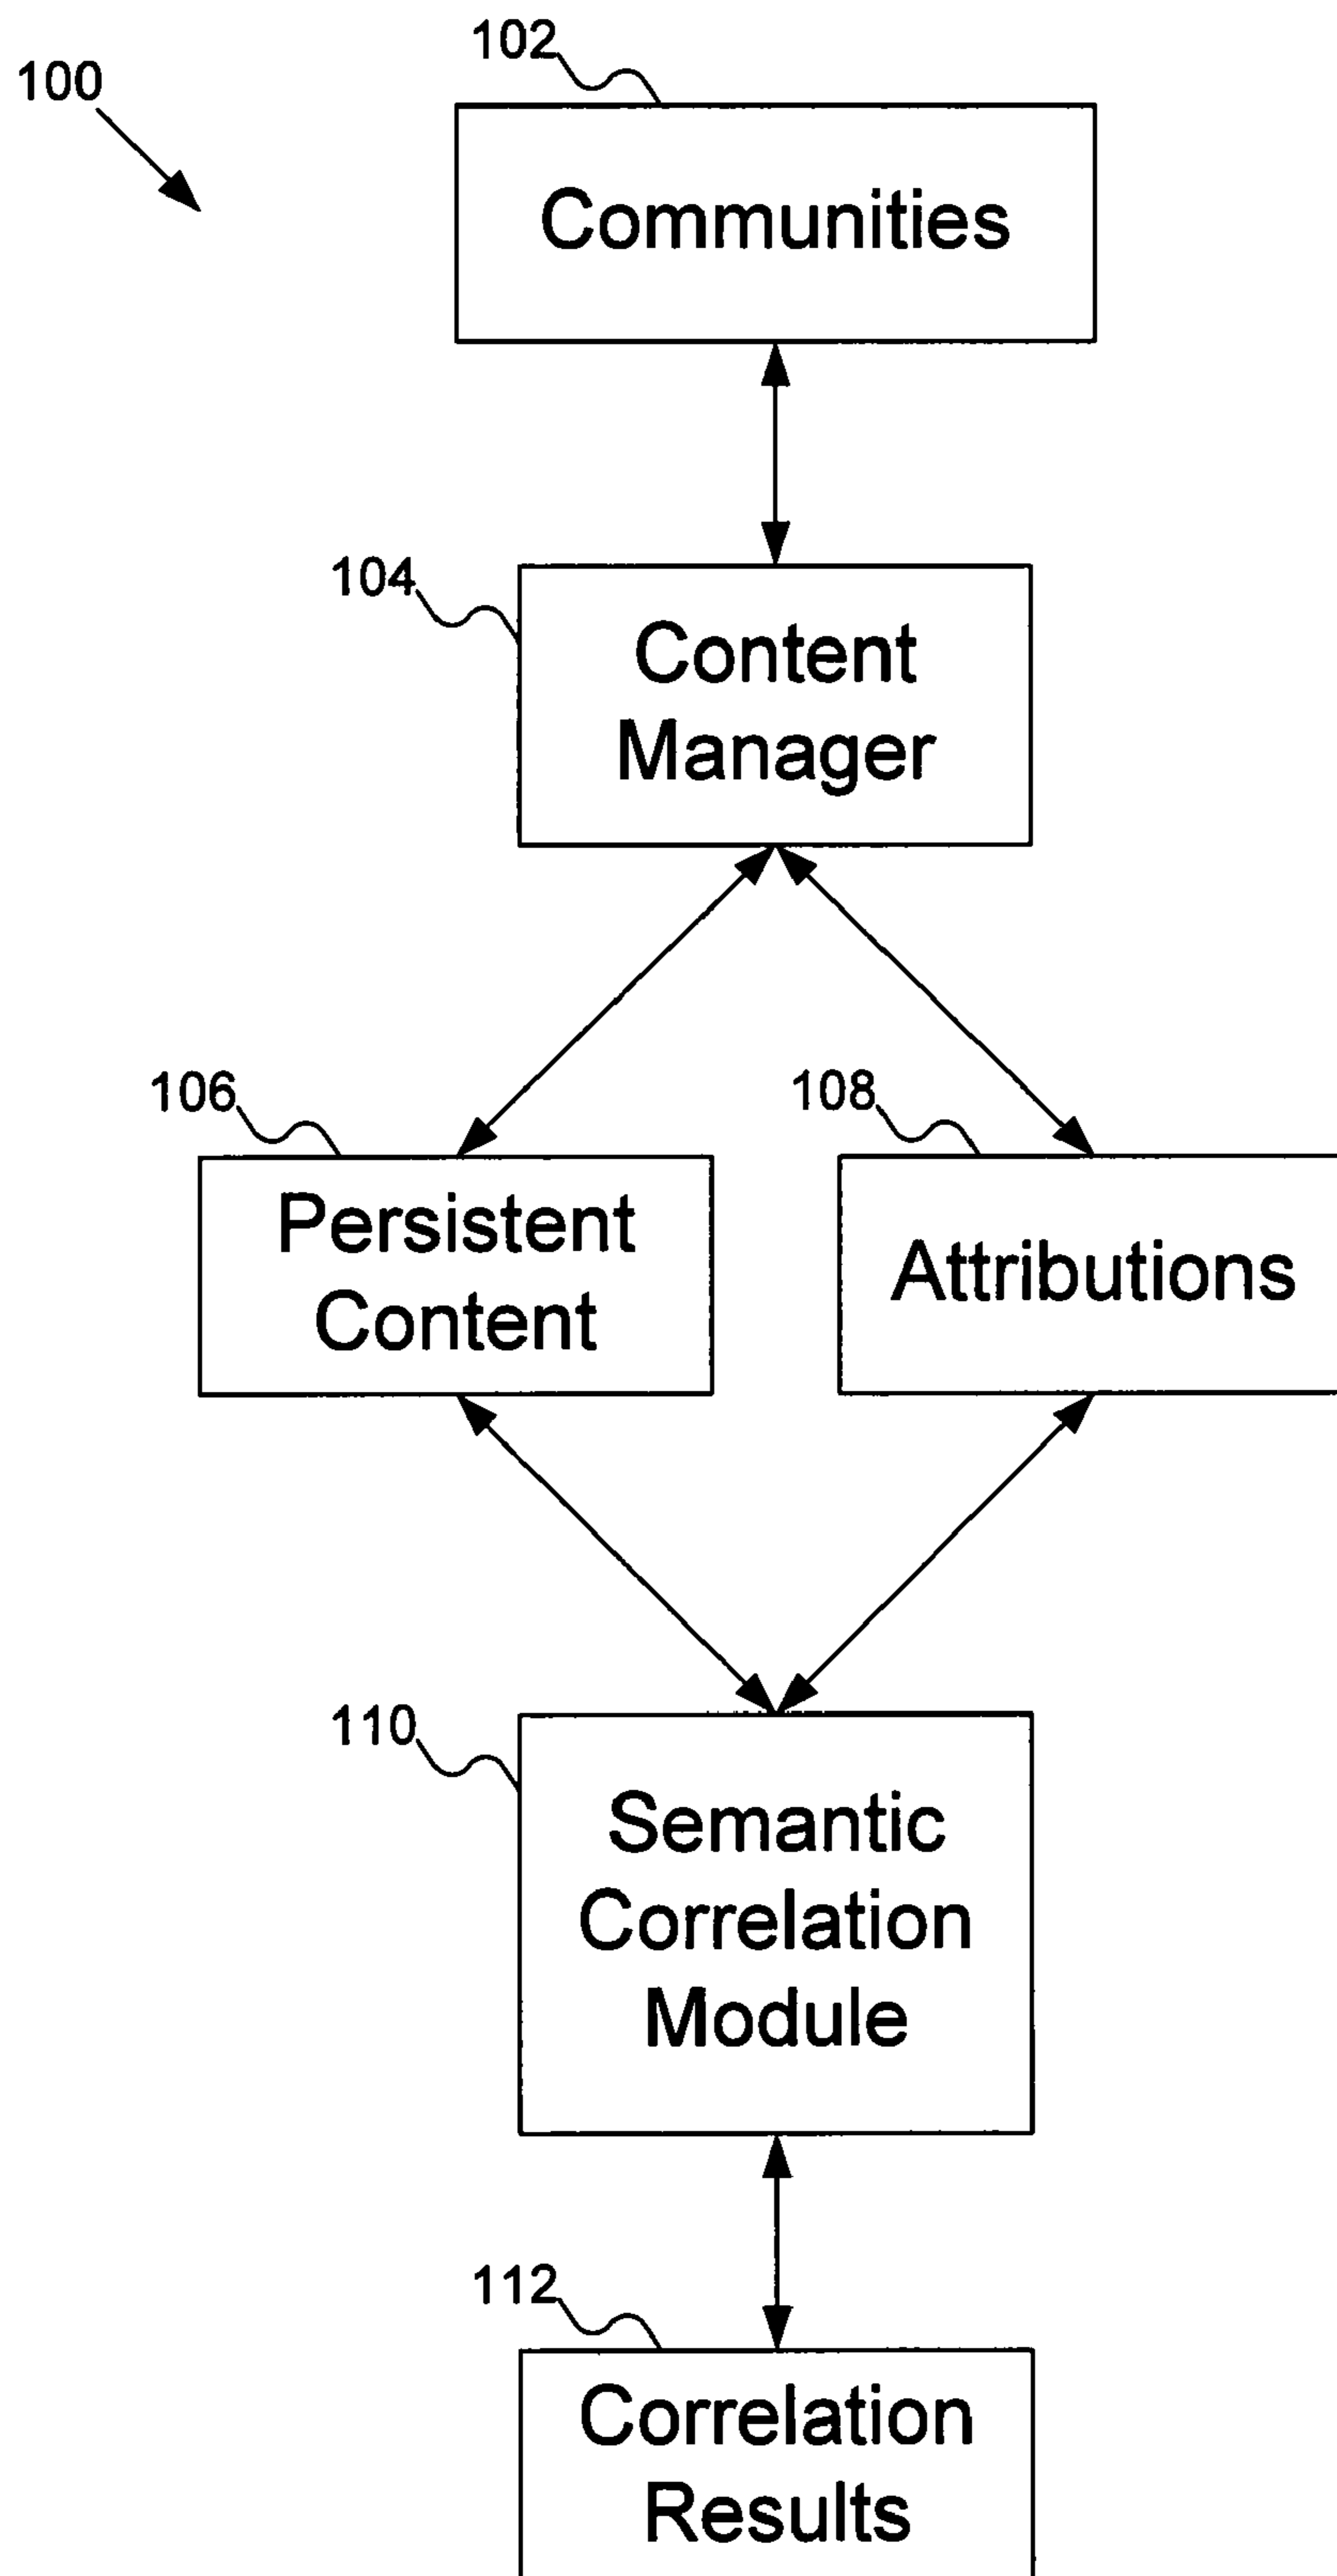 102
100
Communities
104
Content
Manager
106
108
Persistent
Content
Attributions
110
Semantic
Correlation
Module
112
Correlation
Results